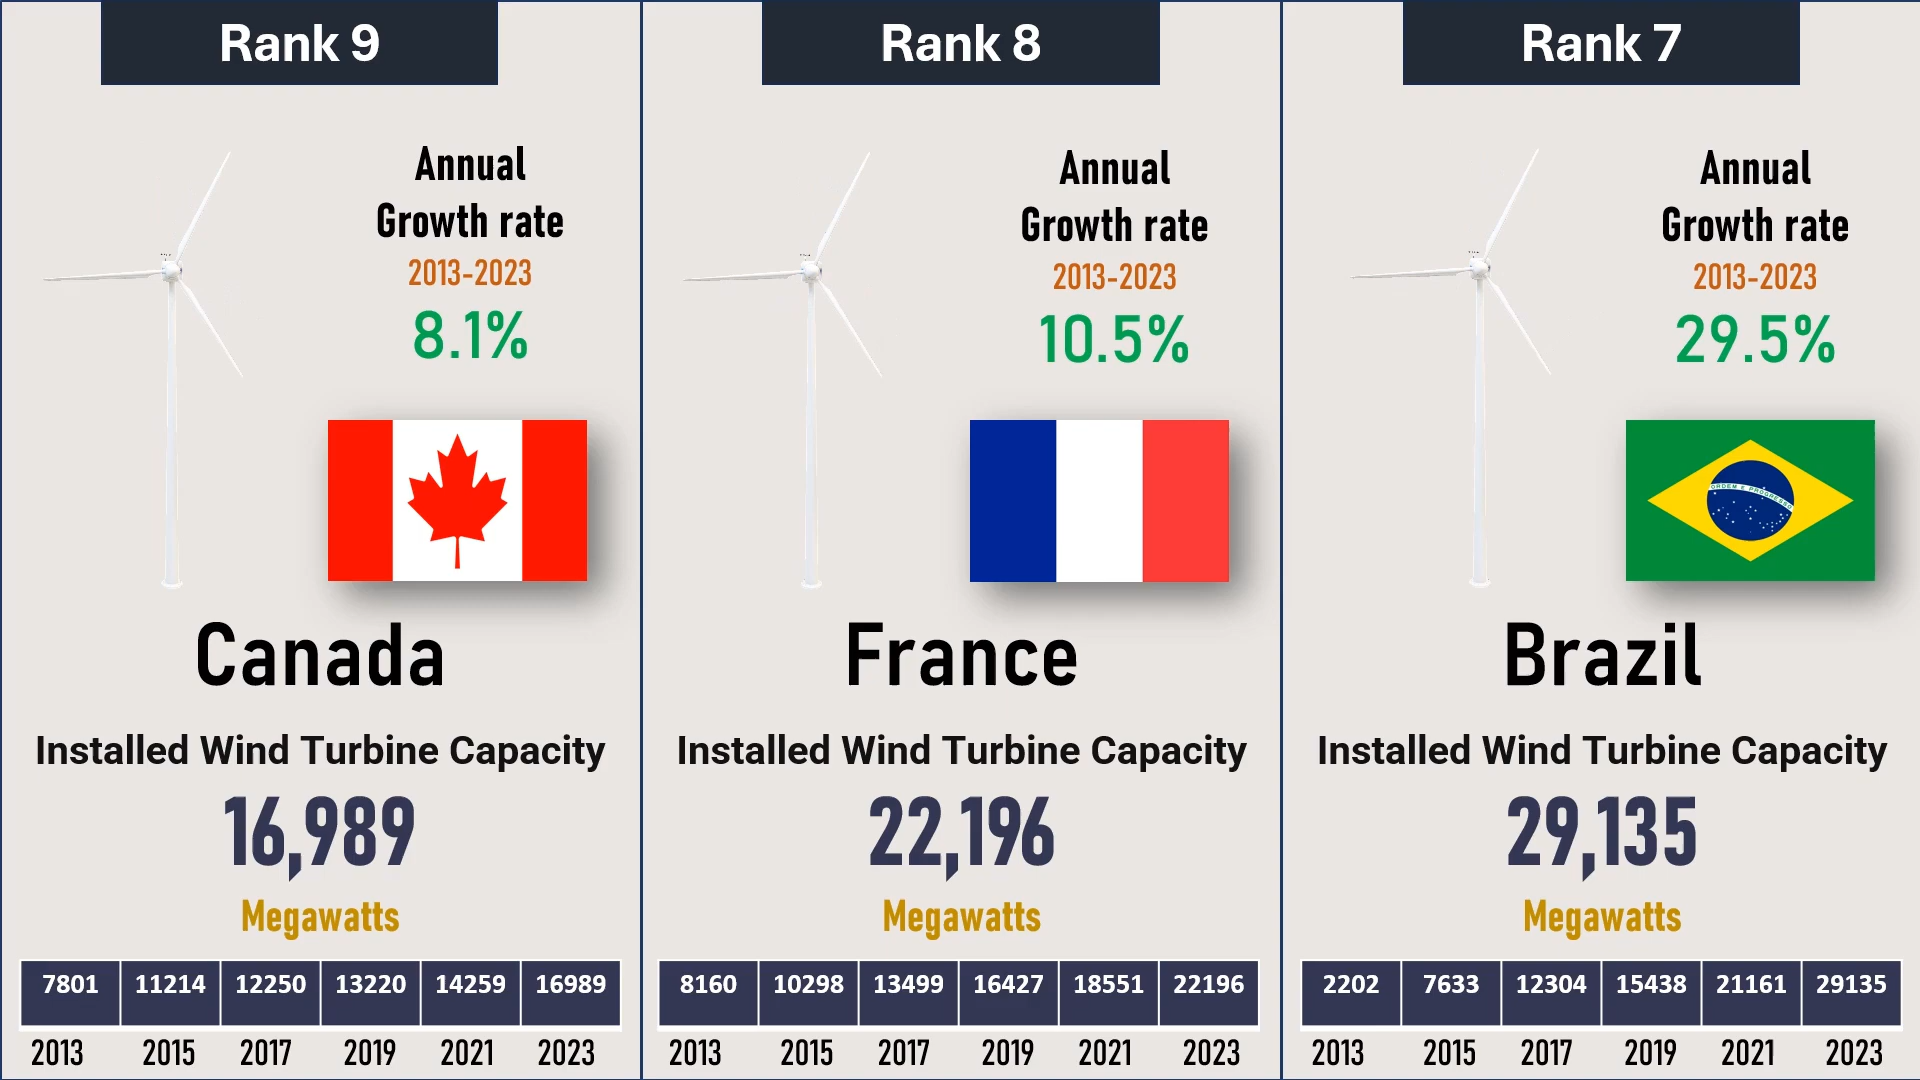 Rank 9
Annual
Growth rate
2013-2023
8.1%
Canada
Installed Wind Turbine Capacity
16,989
Megawatts
7801 11214 12250 13220 14259 16989
2013 2015 2017 2019 2021 2023
Rank 8
Annual
Growth rate
2013-2023
10.5%
France
Installed Wind Turbine Capacity
22,196
Megawatts
8160 10298 13499 16427 18551 22196
2013 2015 2017 2019 2021 2023
Rank 7
Annual
Growth rate
2013-2023
29.5%
ORDEM E PROGRESSO
Brazil
Installed Wind Turbine Capacity
29,135
Megawatts
2202 7633 12304 15438 21161 29135
2013 2015 2017 2019 2021 2023